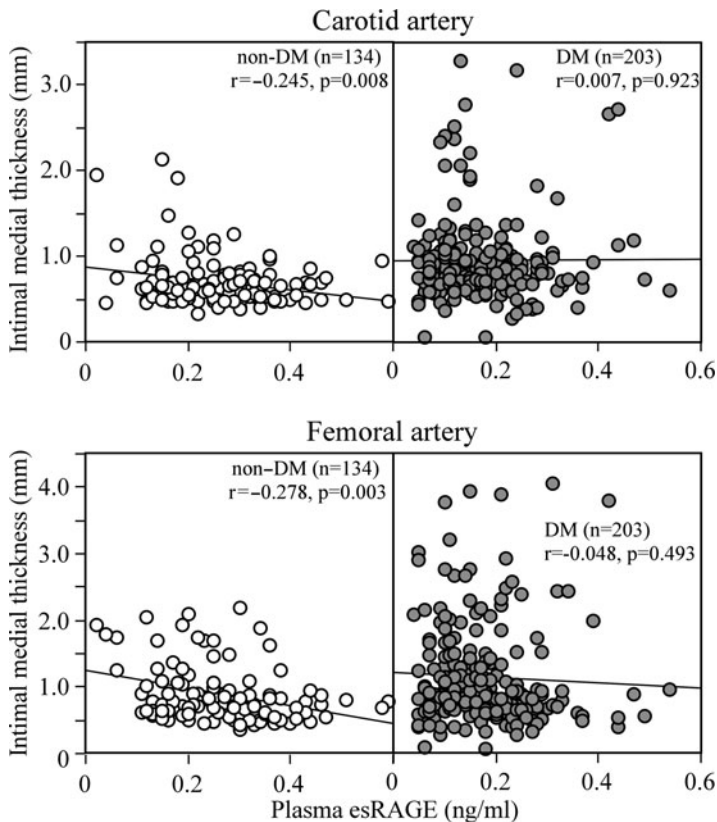 Carotid artery
Intimal medial thickness (mm)
3.0
2.0
1.0
0
non-DM (n=134)
r=-0.245, p=0.008
DM (n=203)
r=0.007, p=0.923
0
0.2
0.4
0
0.2
0.4
0.6
Femoral artery
Intimal medial thickness (mm)
4.0
3.0
2.0
1.0
0
non-DM (n=134)
r=-0.278, p=0.003
DM (n=203)
r=-0.048, p=0.493
0
0.2
0.4
0
0.2
0.4
0.6
Plasma esRAGE (ng/ml)